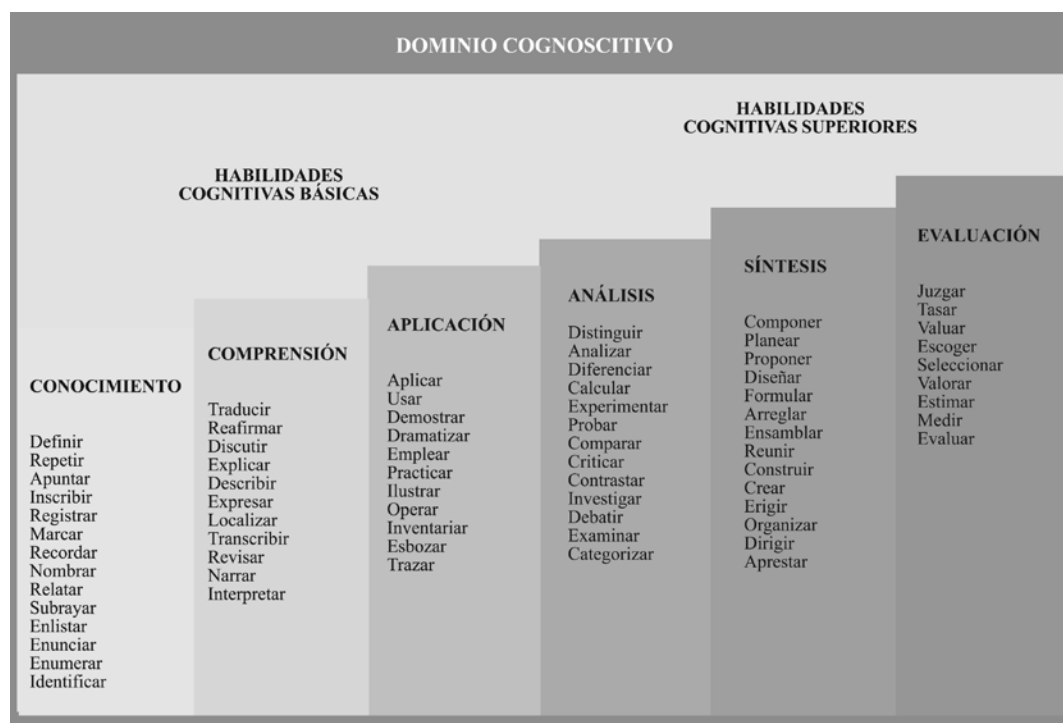 DOMINIO COGNOSCITIVO
HABILIDADES
COGNITIVAS BÁSICAS
HABILIDADES
COGNITIVAS SUPERIORES
CONOCIMIENTO
Definir
Repetir
Apuntar
Inscribir
Registrar
Marcar
Recordar
Nombrar
Relatar
Subrayar
Enlistar
Enunciar
Enumerar
Identificar
COMPRENSIÓN
Traducir
Reafirmar
Discutir
Explicar
Describir
Expresar
Localizar
Transcribir
Revisar
Narrar
Interpretar
APLICACIÓN
Aplicar
Usar
Demostrar
Dramatizar
Emplear
Practicar
Ilustrar
Operar
Inventariar
Esbozar
Trazar
ANÁLISIS
Distinguir
Analizar
Diferenciar
Calcular
Experimentar
Probar
Comparar
Criticar
Contrastar
Investigar
Debatir
Examinar
Categorizar
SÍNTESIS
Componer
Planear
Proponer
Diseñar
Formular
Arreglar
Ensamblar
Reunir
Construir
Crear
Erigir
Organizar
Dirigir
Aprestar
EVALUACIÓN
Juzgar
Tasar
Valuar
Escoger
Seleccionar
Valorar
Estimar
Medir
Evaluar